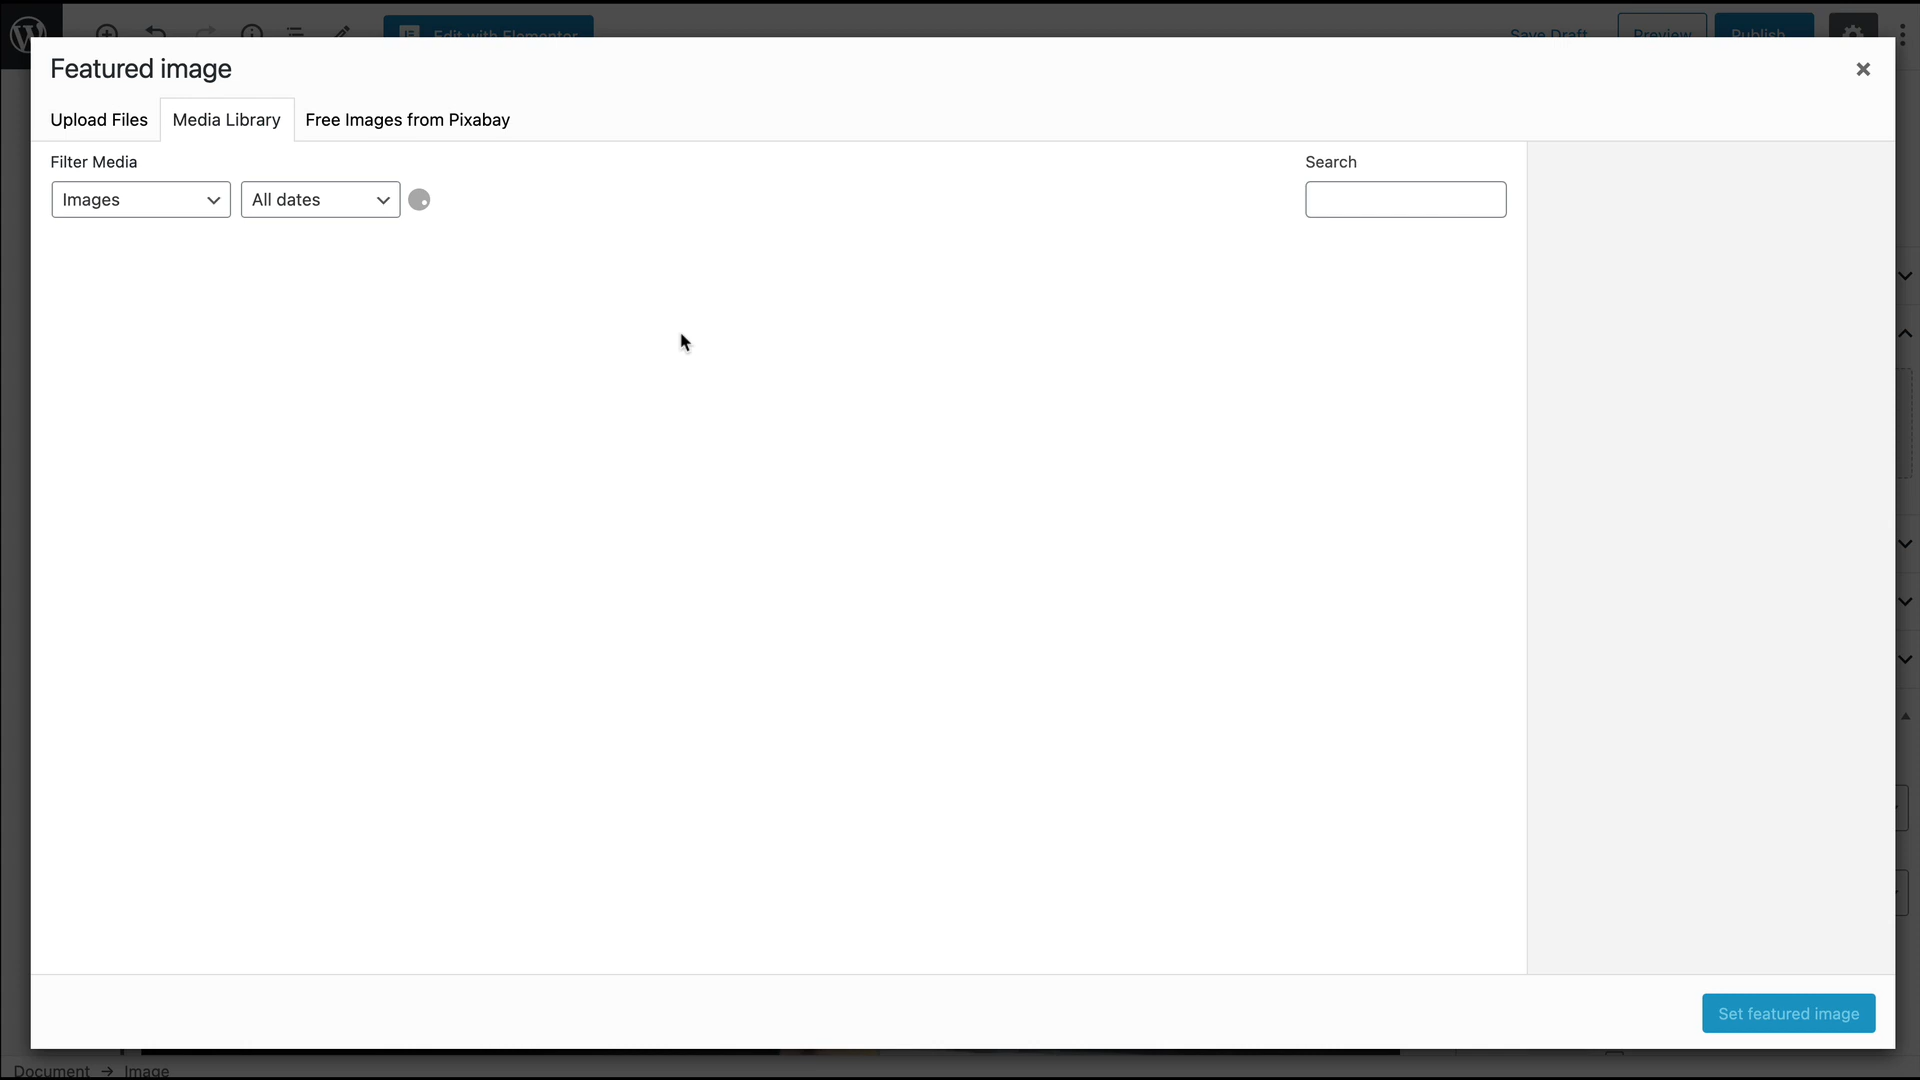 Edit with Elementor
Save Draft
Preview
Publish
Featured image
Upload Files
Media Library
Free Images from Pixabay
Filter Media
Search
Images
All dates
Set featured image
Document → Image